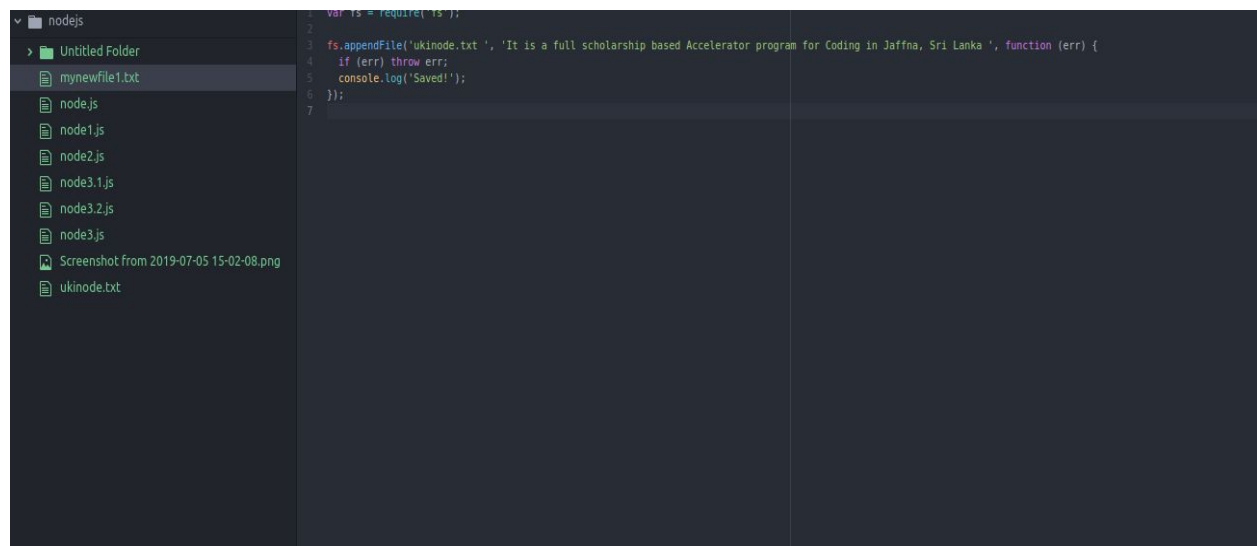 nodejs
Untitled Folder
mynewfile1.txt
node.js
node1.js
node2.js
node3.1.js
node3.2.js
node3.js
Screenshot from 2019-07-05 15-02-08.png
ukinode.txt
1 var fs = require('fs');
2
3 fs.appendFile('ukinode.txt ', 'It is a full scholarship based Accelerator program for Coding in Jaffna, Sri Lanka ', function (err) {
4 if (err) throw err;
5 console.log('Saved!');
6 });
7